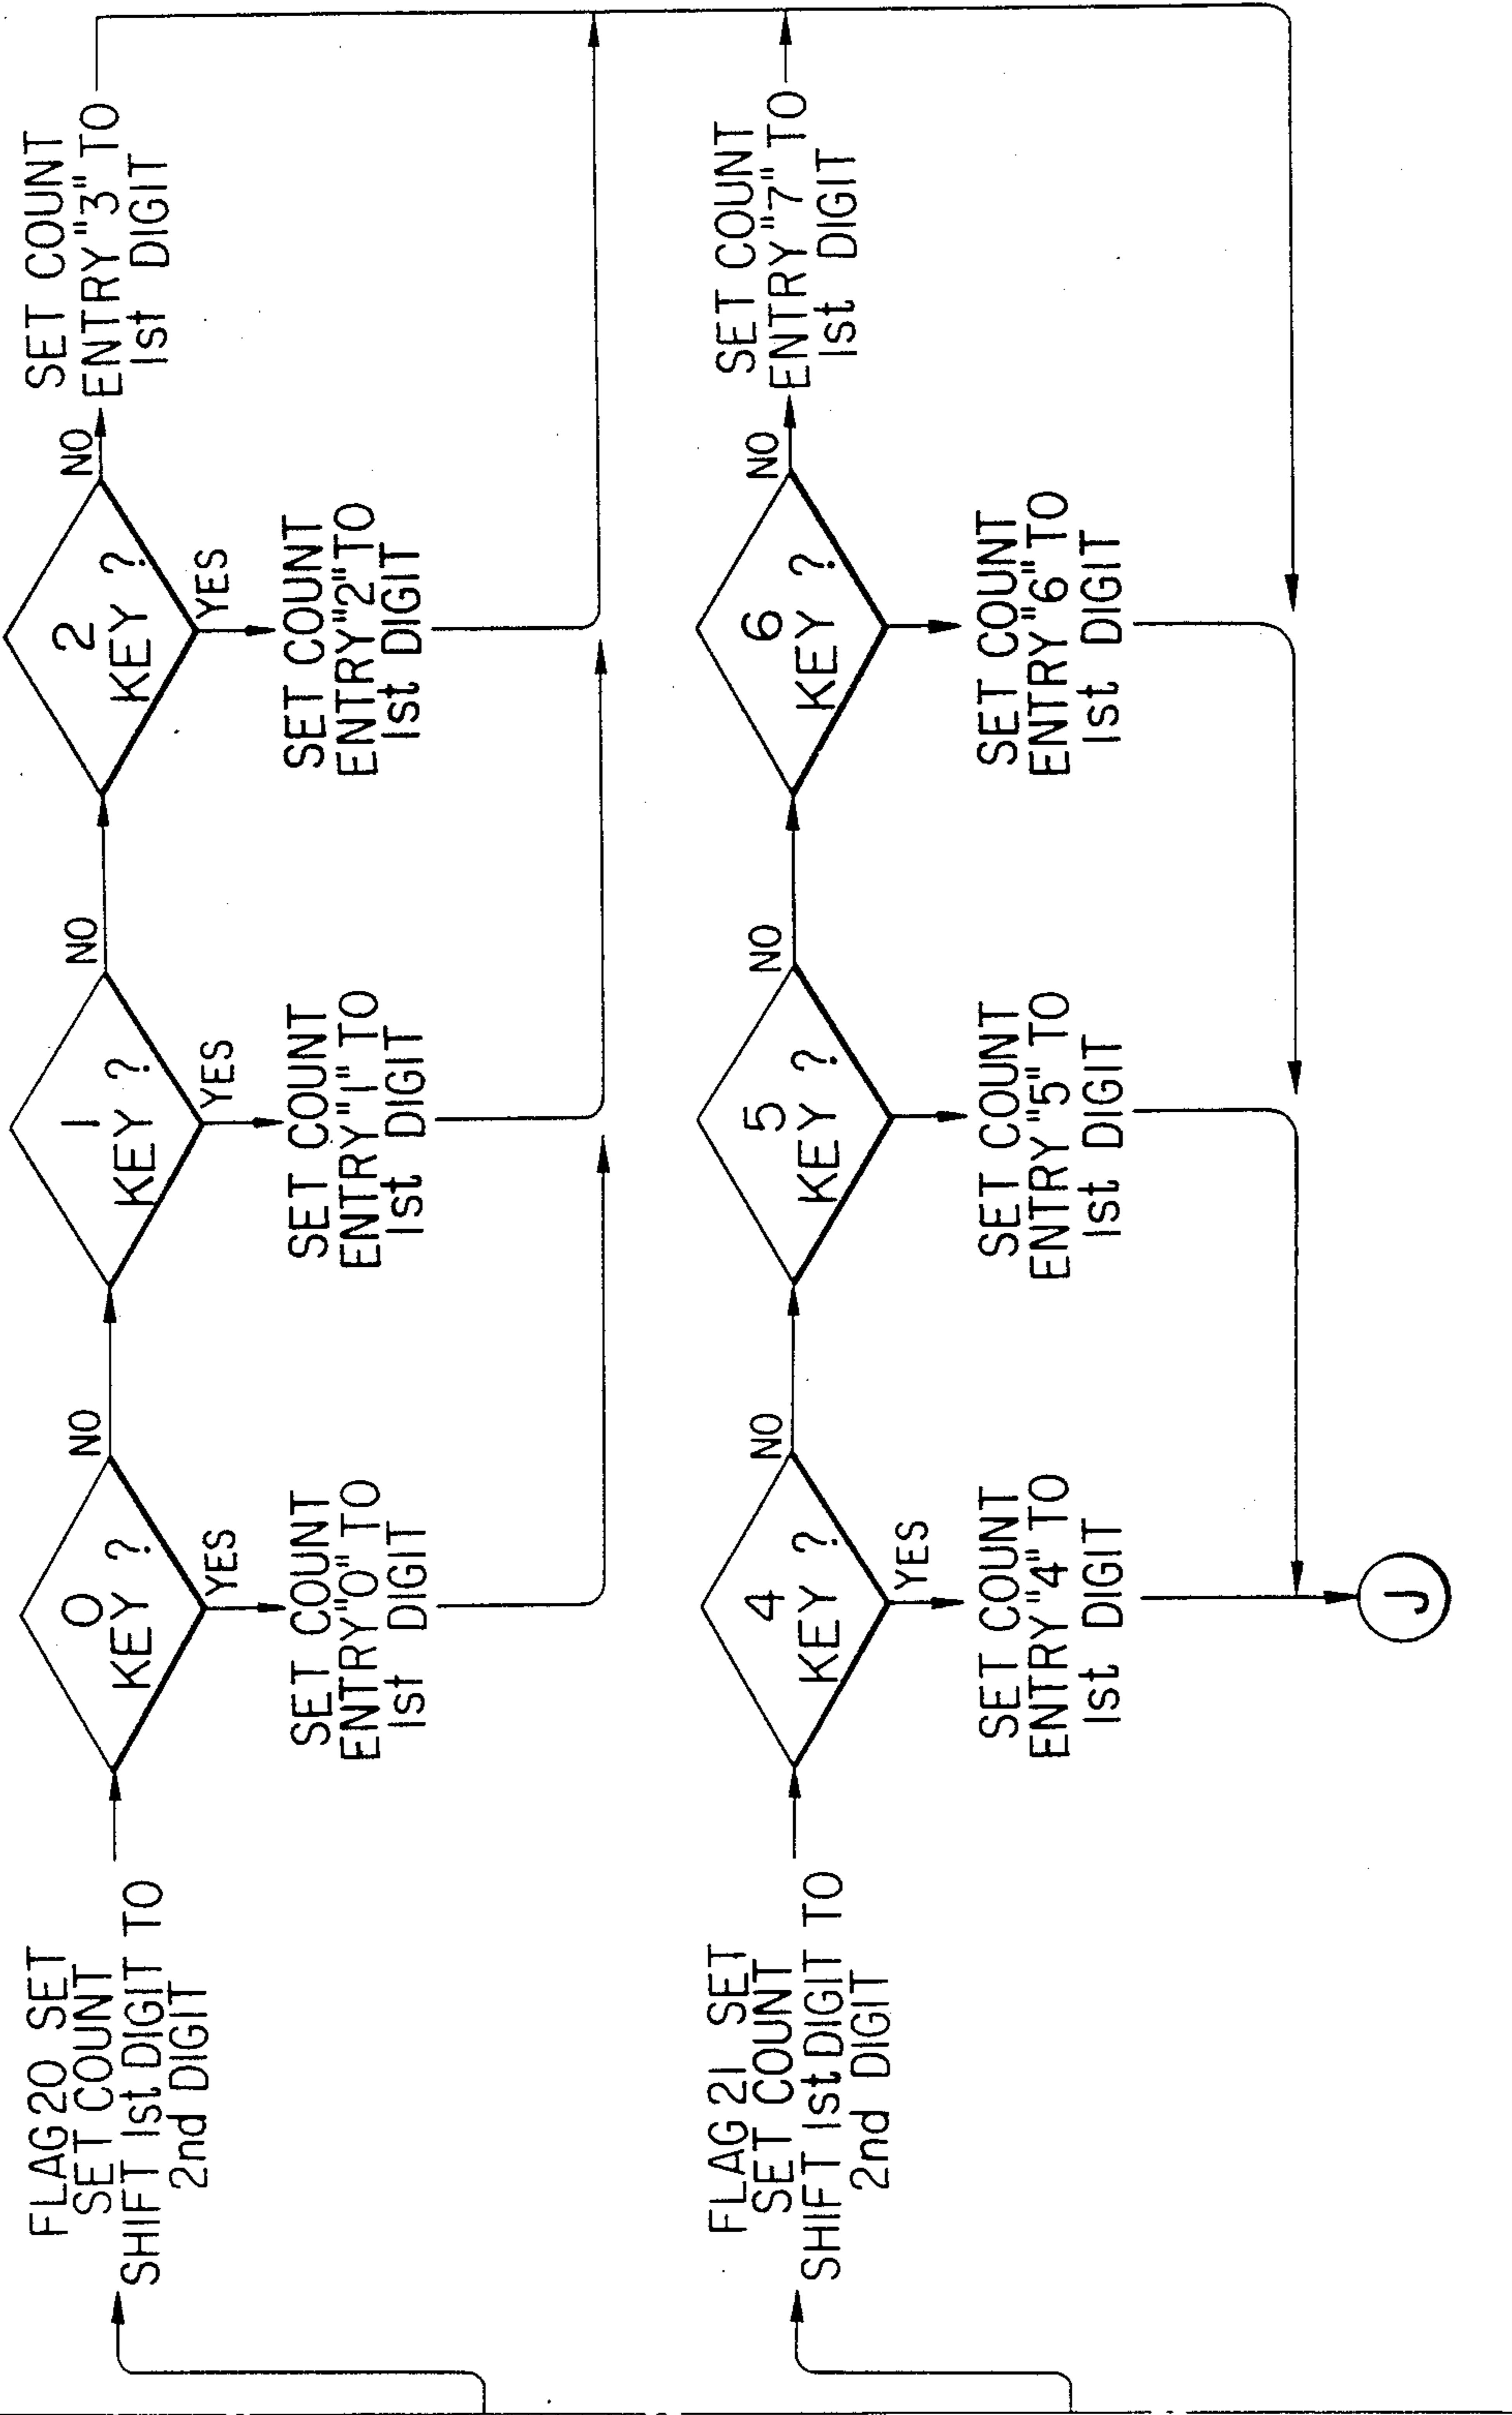 FLAG20 SET
SET COUNT
SHIFT 1st DIGIT TO
2nd DIGIT
0
KEY ?
NO
YES
SET COUNT
ENTRY"0" TO
1st DIGIT
1
KEY ?
NO
YES
SET COUNT
ENTRY"1" TO
1st DIGIT
2
KEY ?
NO
YES
SET COUNT
ENTRY"2"TO
1st DIGIT
SET COUNT
ENTRY"3" TO
1st DIGIT
FLAG 21 SET
SET COUNT
SHIFT 1st DIGIT TO
2nd DIGIT
4
KEY ?
NO
YES
SET COUNT
ENTRY"4" TO
1st DIGIT
5
KEY ?
NO
SET COUNT
ENTRY"5" TO
1st DIGIT
6
KEY ?
NO
SET COUNT
ENTRY"6" TO
1st DIGIT
SET COUNT
ENTRY"7" TO
1st DIGIT
J